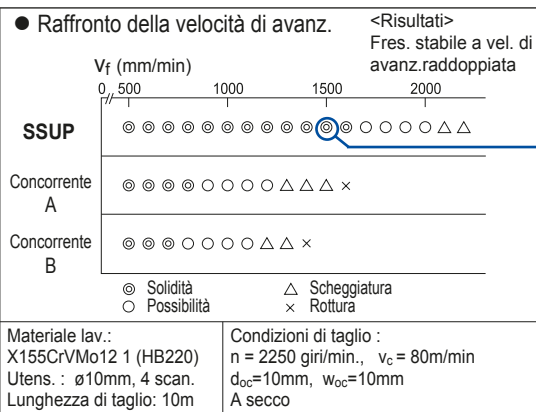 ● Raffronto della velocità di avanz.
<Risultati>
Fres. stabile a vel. di
avanz.raddoppiata
Vf (mm/min)
0 500 1000 1500 2000
SSUP ◎ ◎ ◎ ◎ ◎ ◎ ◎ ◎ ◎ ◎ ◎ ◎ ○ ○ ○ ○ △ △
Concorrente
A ◎ ◎ ◎ ◎ ○ ○ ○ ○ △ △ △ ×
Concorrente
B ◎ ◎ ◎ ○ ○ ○ ○ △ △ ×
◎ Solidità △ Scheggiatura
○ Possibilità × Rottura
Materiale lav.:
X155CrVMo12 1 (HB220)
Utens. : ø10mm, 4 scan.
Lunghezza di taglio: 10m
Condizioni di taglio :
n = 2250 giri/min., vc = 80m/min
doc=10mm, woc=10mm
A secco